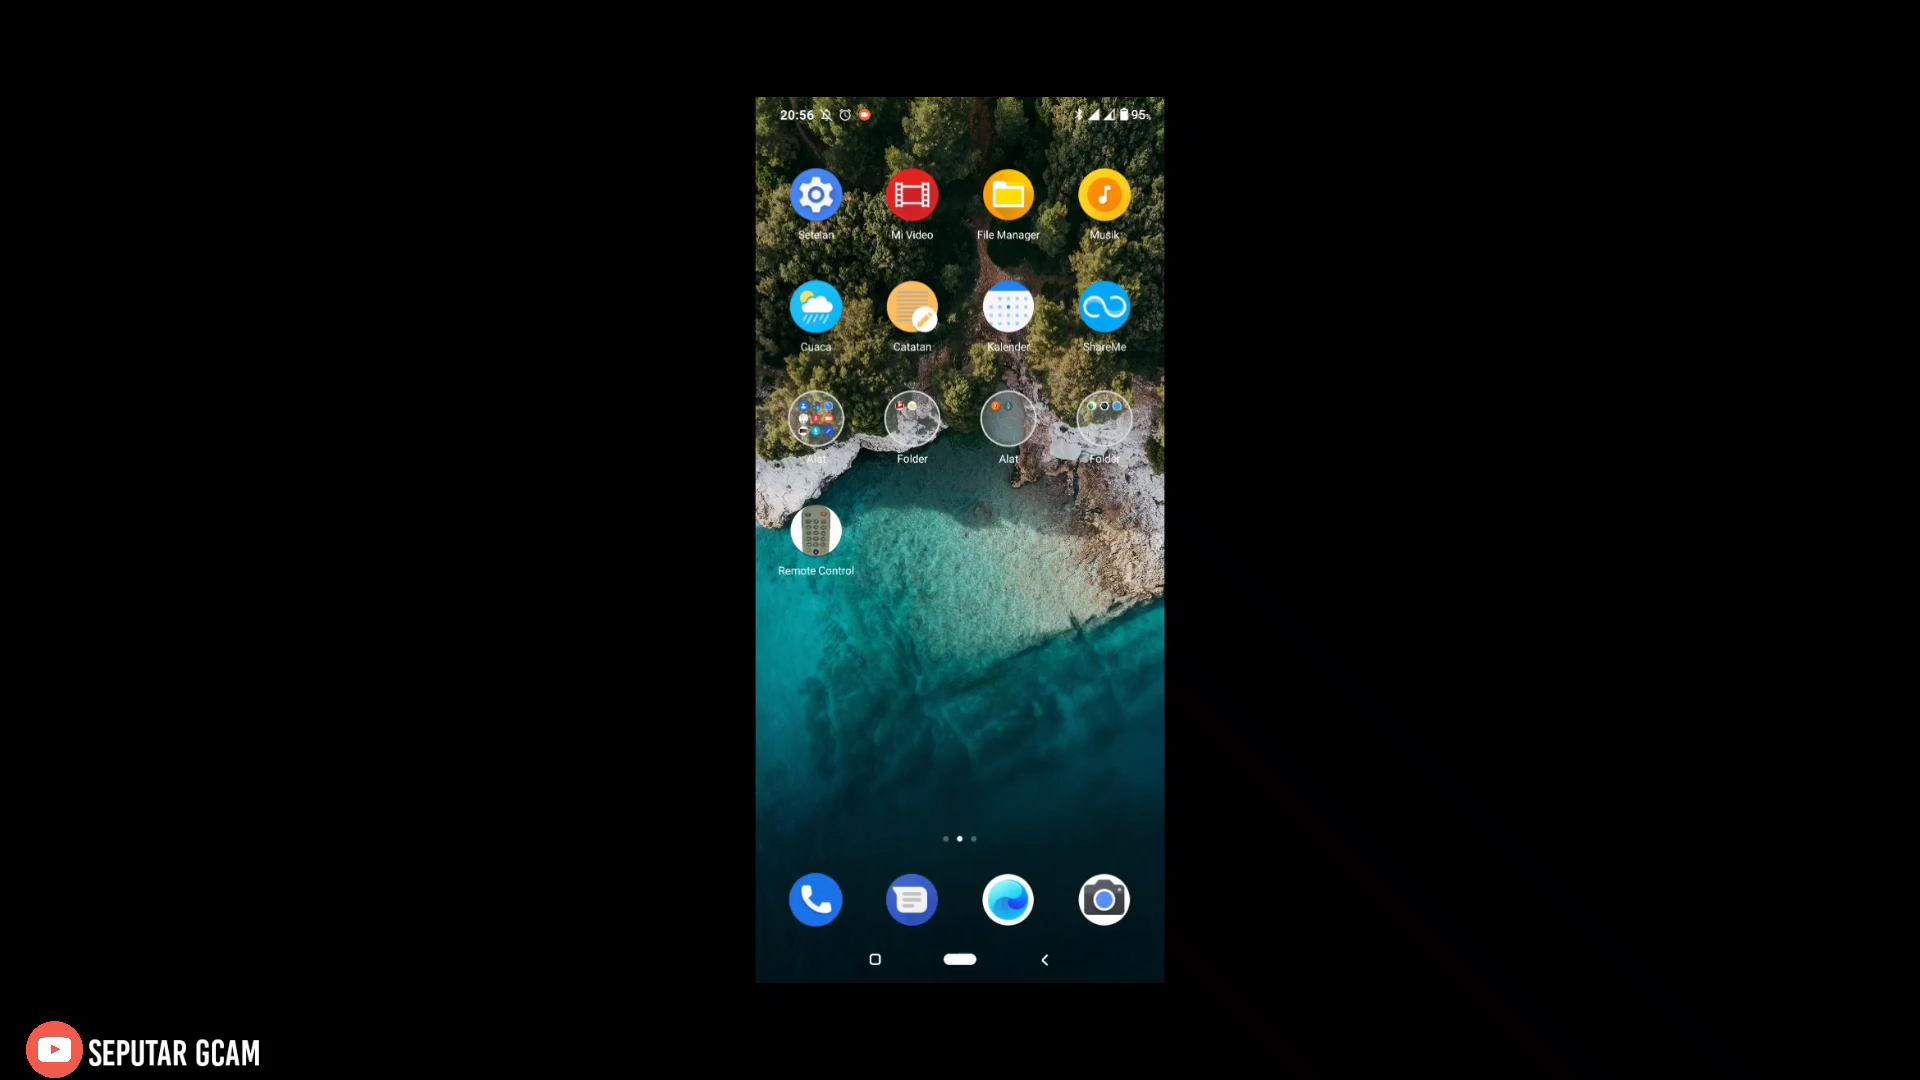 20:56 95%
Setelan Mi Video File Manager Musik
Cuaca Catatan Kalender ShareMe
Alat Folder Alat Folder
Remote Control
SEPUTAR GCAM